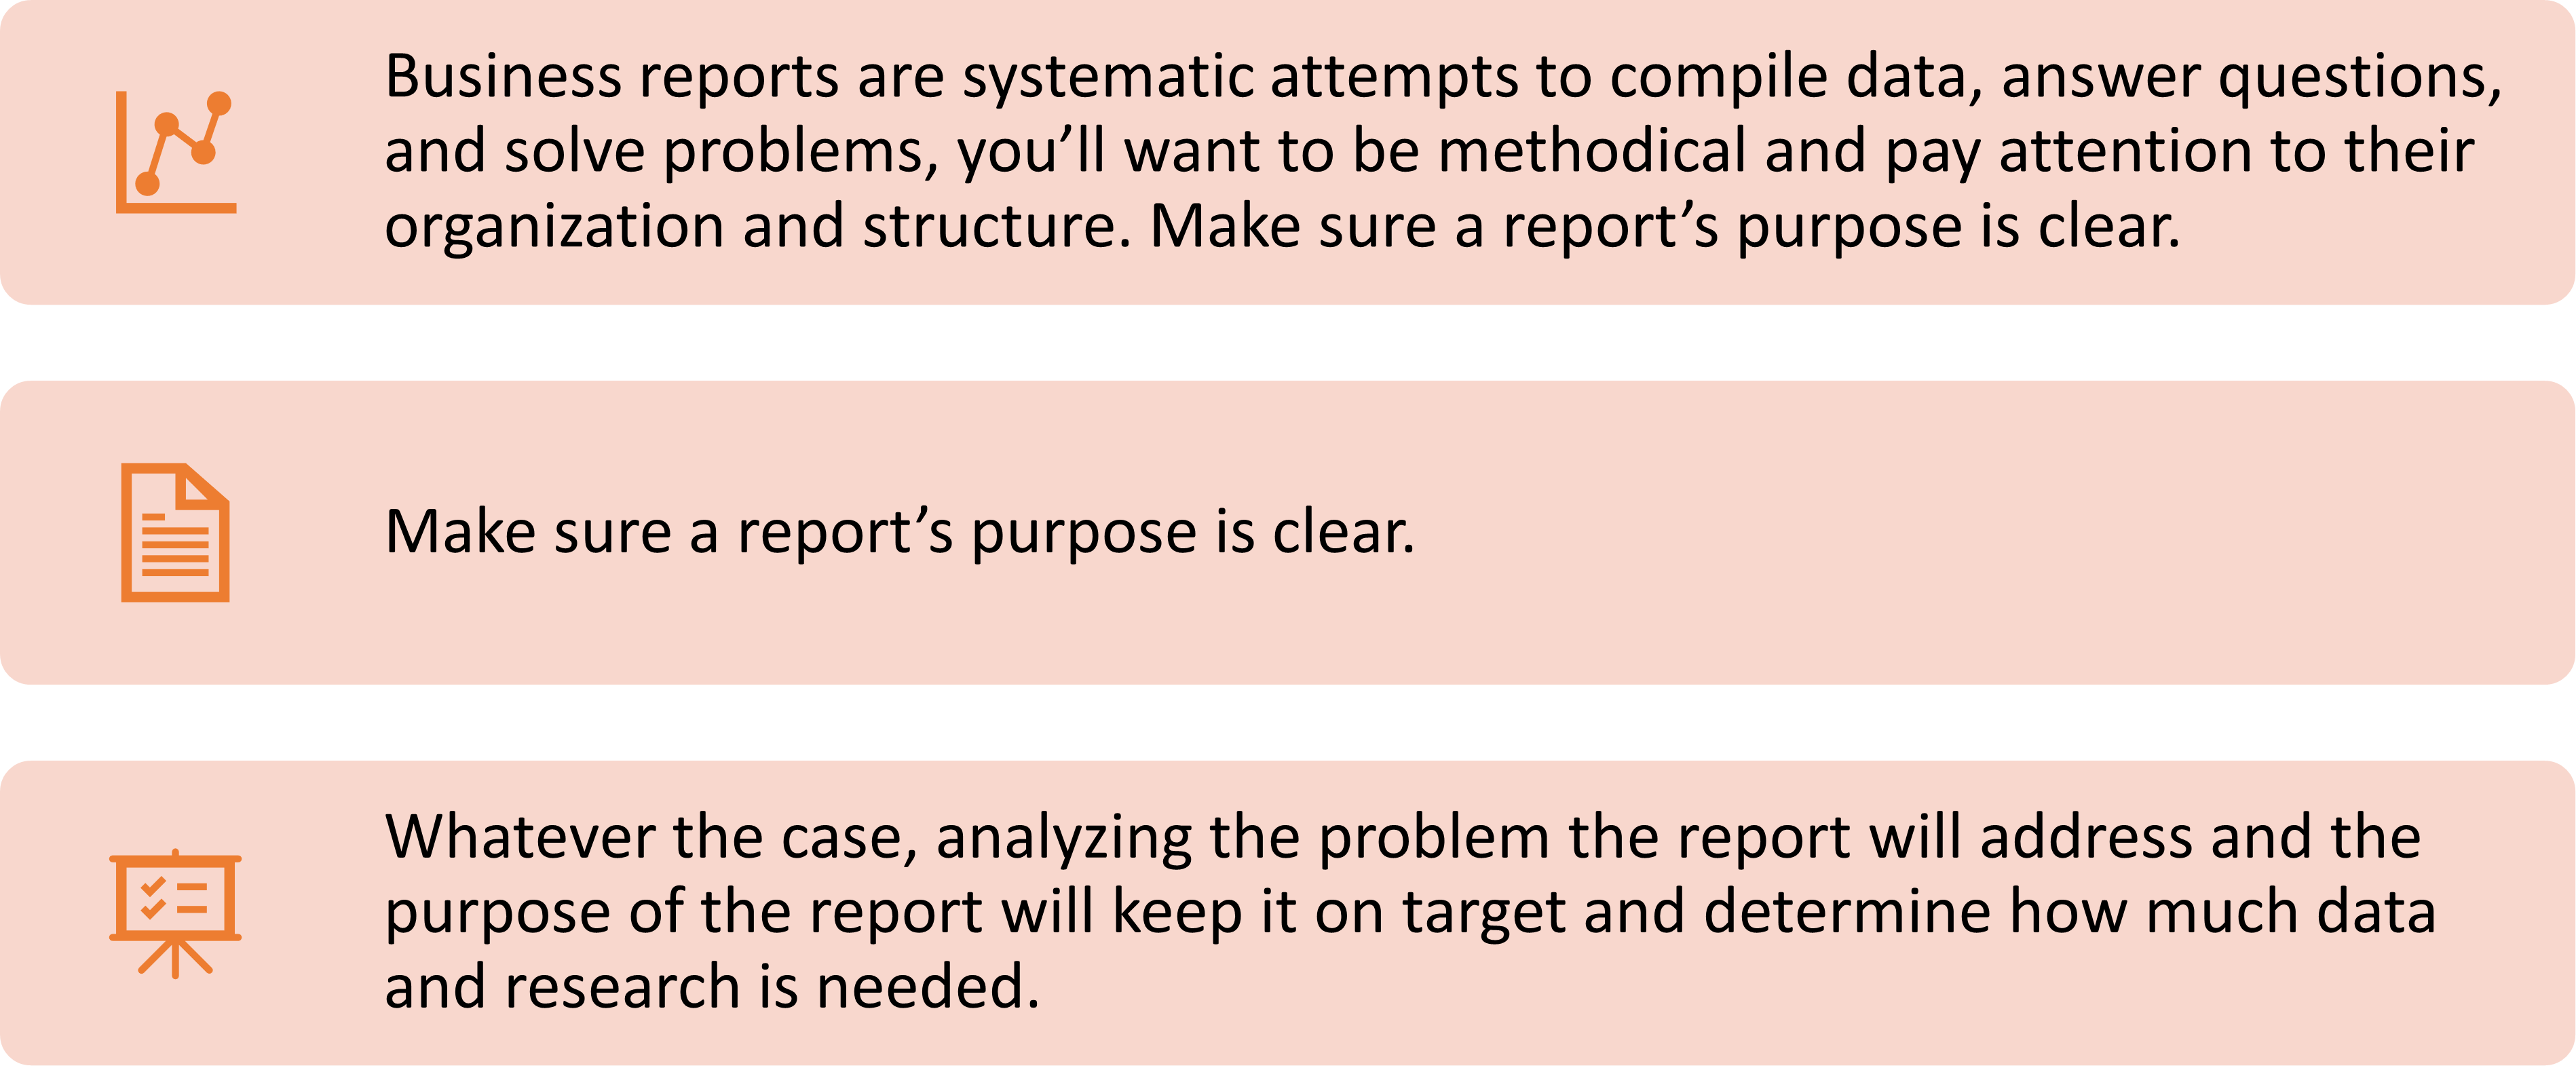 Business reports are systematic attempts to compile data, answer questions,
and solve problems, you’ll want to be methodical and pay attention to their
organization and structure. Make sure a report’s purpose is clear.
Make sure a report’s purpose is clear.
Whatever the case, analyzing the problem the report will address and the
purpose of the report will keep it on target and determine how much data
and research is needed.